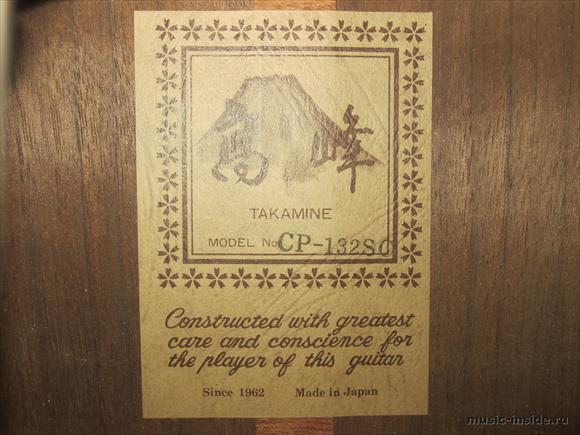 高峰
TAKAMINE
MODEL No CP-132SC
Constructed with greatest
care and conscience for
the player of this guitar
Since 1962 Made in Japan
music-inside.ru